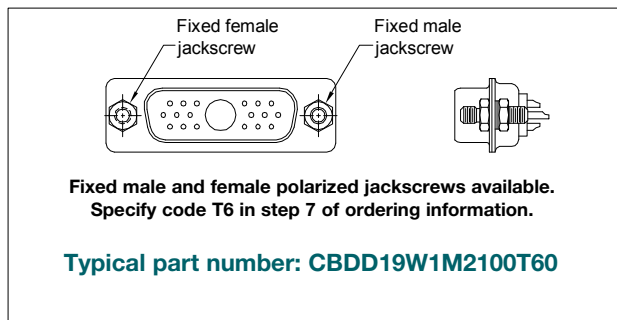 Fixed female
jackscrew
Fixed male
jackscrew
Fixed male and female polarized jackscrews available.
Specify code T6 in step 7 of ordering information.
Typical part number: CBDD19W1M2100T60